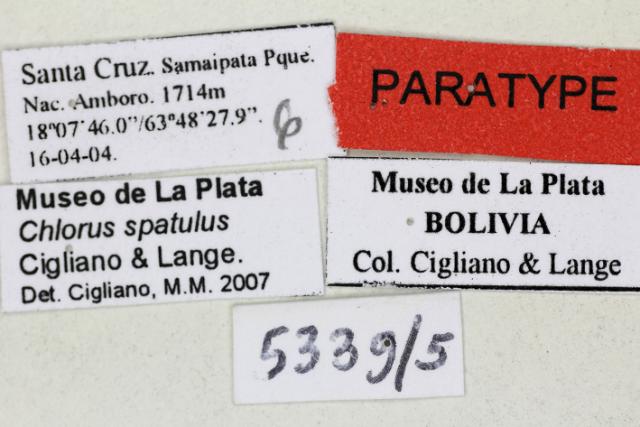 Santa Cruz. Samaipata Pque.
Nac. Amboro. 1714m
18º07´46.0”/63º48'27.9”.
16-04-04.
PARATYPE
Museo de La Plata
Chlorus spatulus
Cigliano & Lange.
Det. Cigliano, M.M. 2007
Museo de La Plata
BOLIVIA
Col. Cigliano & Lange
5339/5